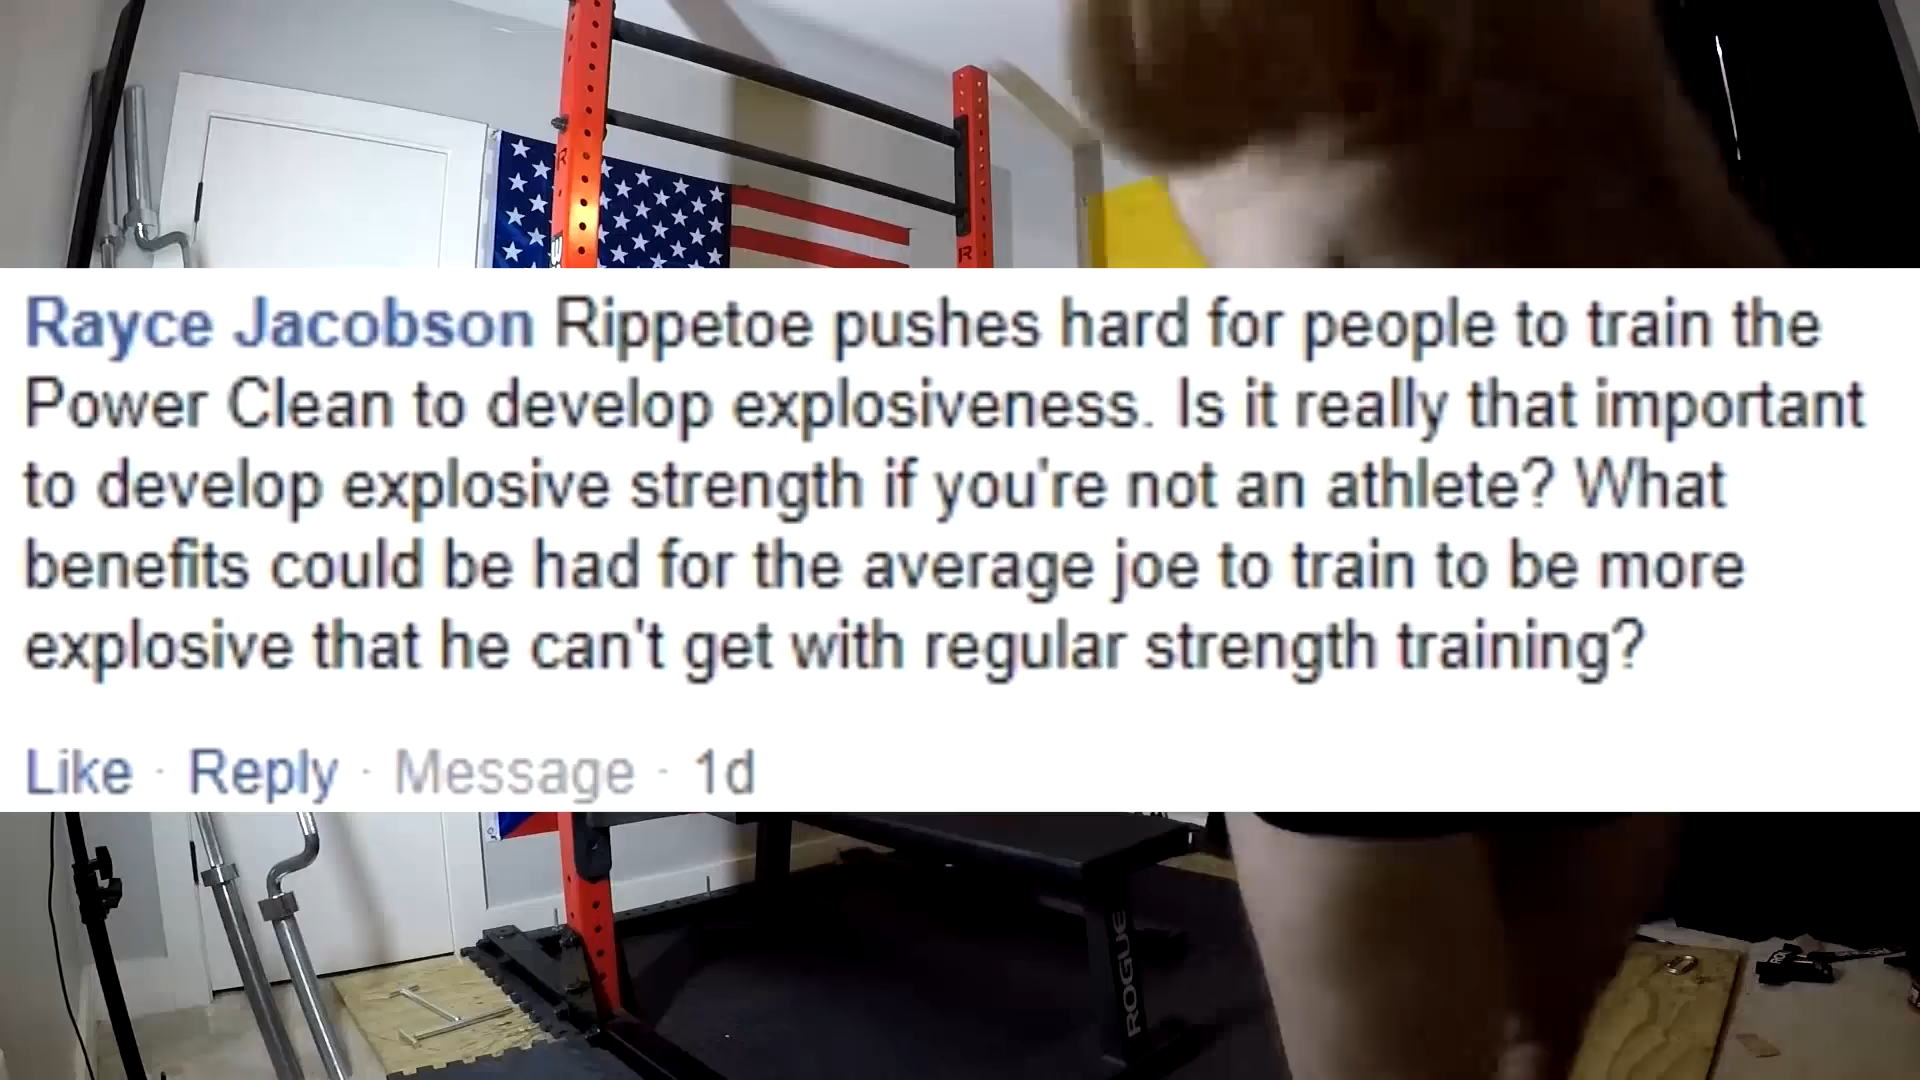 R
R
Rayce Jacobson Rippetoe pushes hard for people to train the
Power Clean to develop explosiveness. Is it really that important
to develop explosive strength if you're not an athlete? What
benefits could be had for the average joe to train to be more
explosive that he can't get with regular strength training?
Like · Reply · Message · 1d
ROGUE